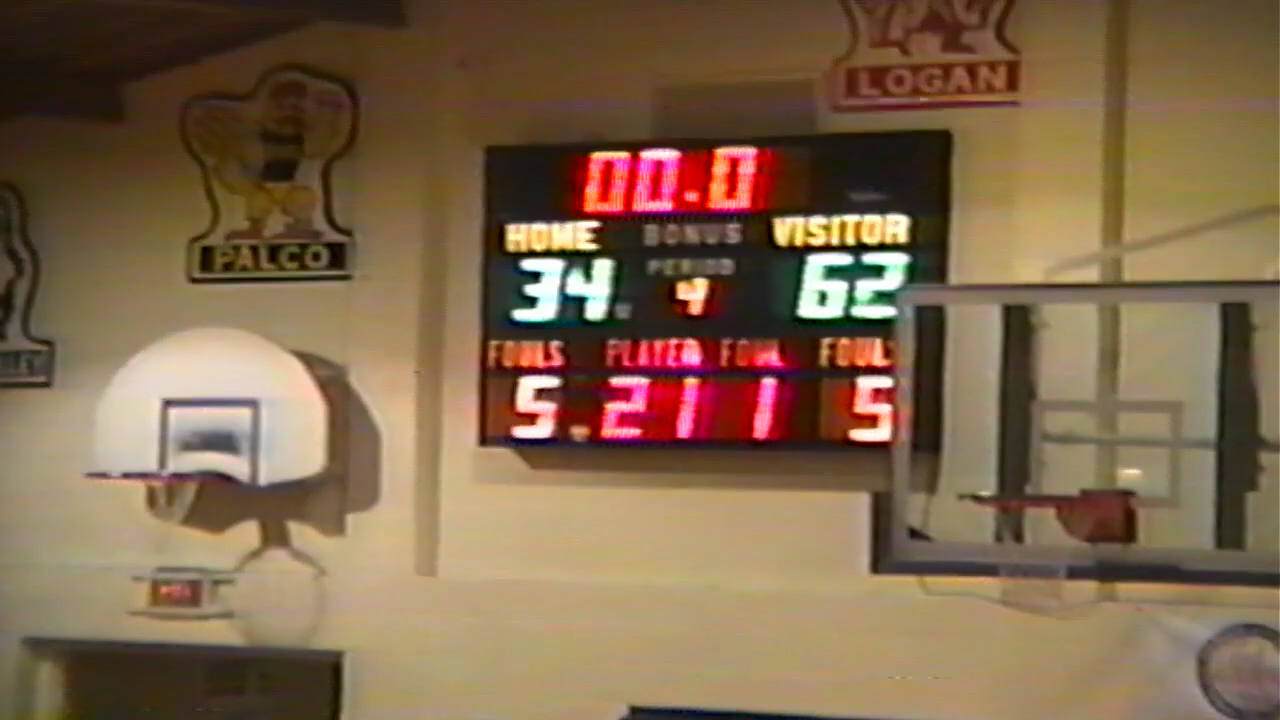 LOGAN
PALCO
00.0
HOME BONUS VISITOR
34 PERIOD 62
4
FOULS PLAYER FOUL FOULS
5 21 1 5